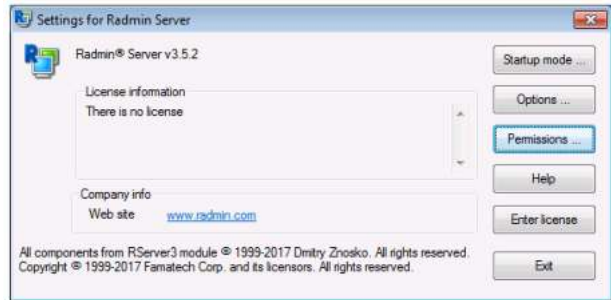 Settings for Radmin Server
Radmin® Server v3.5.2
Startup mode ...
License information
There is no license
Options ...
Permissions ...
Help
Company info
Web site www.radmin.com
Enter license
All components from RServer3 module © 1999-2017 Dmitry Znosko. All rights reserved.
Copyright © 1999-2017 Famatech Corp. and its licensors. All rights reserved.
Exit